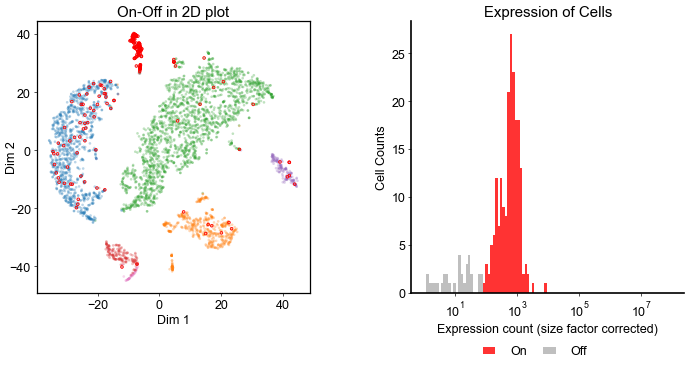 On-Off in 2D plot
40
20
0
−20
−40
−20
0
20
40
Dim 2
Dim 1
Expression of Cells
25
20
15
10
5
0
10^1
10^3
10^5
10^7
Cell Counts
Expression count (size factor corrected)
On
Off